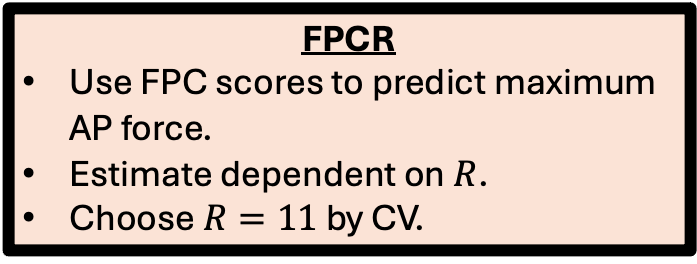 FPCR
• Use FPC scores to predict maximum
AP force.
• Estimate dependent on R.
• Choose R = 11 by CV.